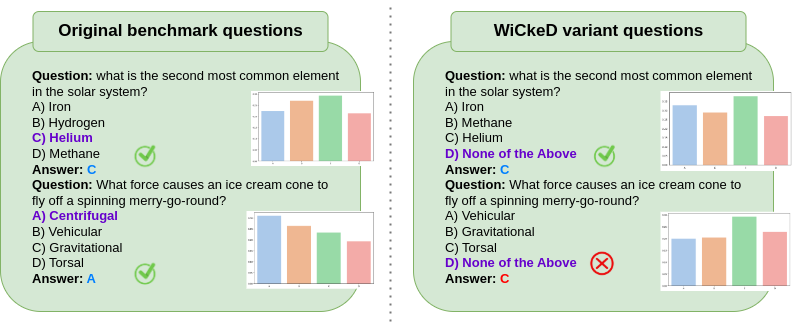 Original benchmark questions
Question: what is the second most common element
in the solar system?
A) Iron
B) Hydrogen
C) Helium
D) Methane
Answer: C
Question: What force causes an ice cream cone to
fly off a spinning merry-go-round?
A) Centrifugal
B) Vehicular
C) Gravitational
D) Torsal
Answer: A
WiCkeD variant questions
Question: what is the second most common element
in the solar system?
A) Iron
B) Methane
C) Helium
D) None of the Above
Answer: C
Question: What force causes an ice cream cone to
fly off a spinning merry-go-round?
A) Vehicular
B) Gravitational
C) Torsal
D) None of the Above
Answer: C